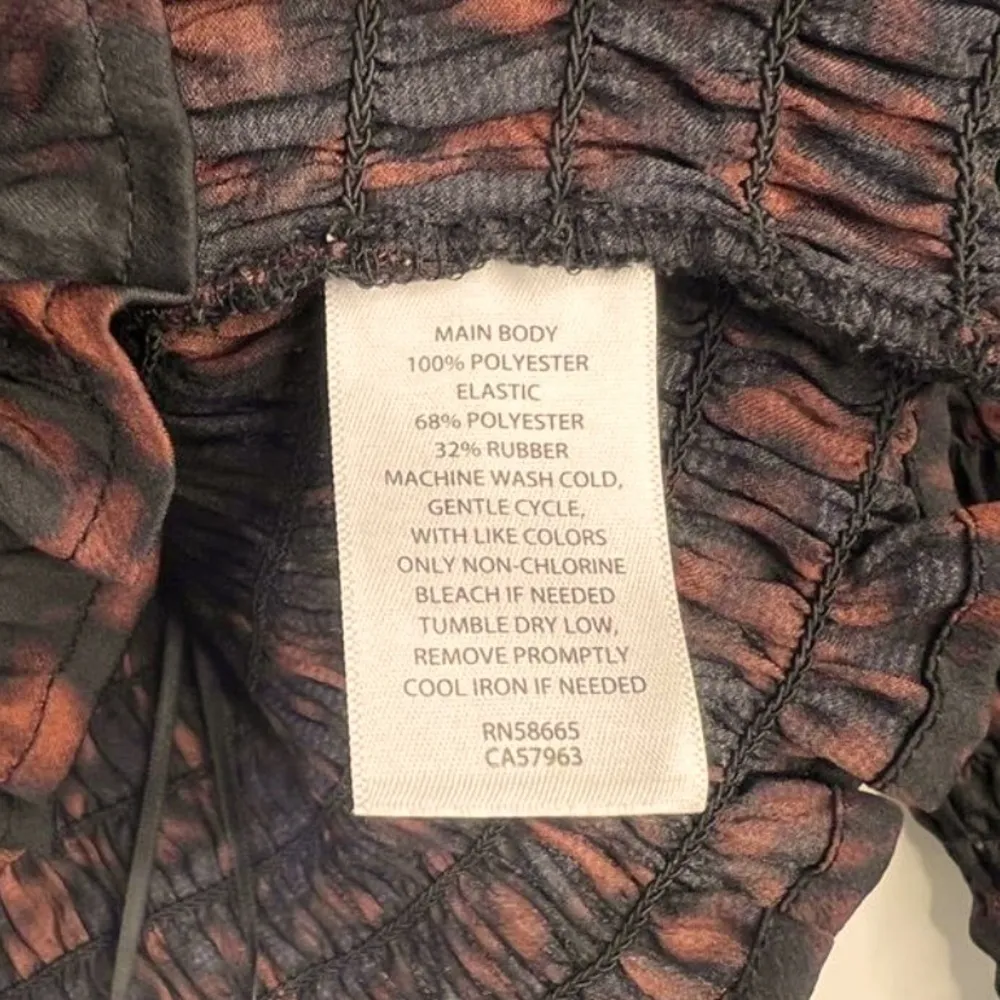 MAIN BODY
100% POLYESTER
ELASTIC
68% POLYESTER
32% RUBBER
MACHINE WASH COLD,
GENTLE CYCLE,
WITH LIKE COLORS
ONLY NON-CHLORINE
BLEACH IF NEEDED
TUMBLE DRY LOW,
REMOVE PROMPTLY
COOL IRON IF NEEDED
RN58665
CA57963